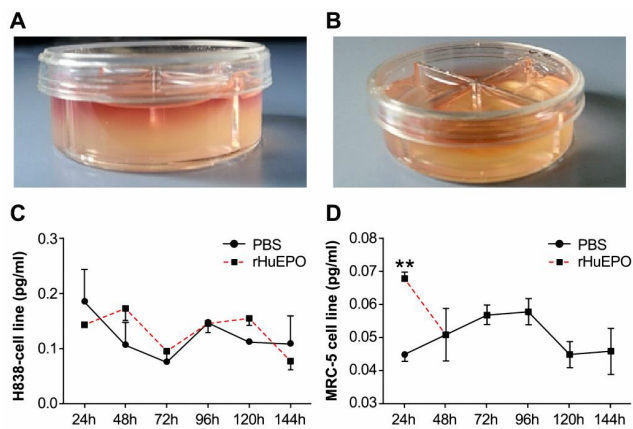 A
B
C
H838-cell line (pg/ml)
0.3
0.2
0.1
0.0
PBS
rHuEPO
24h 48h 72h 96h 120h 144h
D
MRC-5 cell line (pg/ml)
0.08
0.07
0.06
0.05
0.04
0.03
**
PBS
rHuEPO
24h 48h 72h 96h 120h 144h